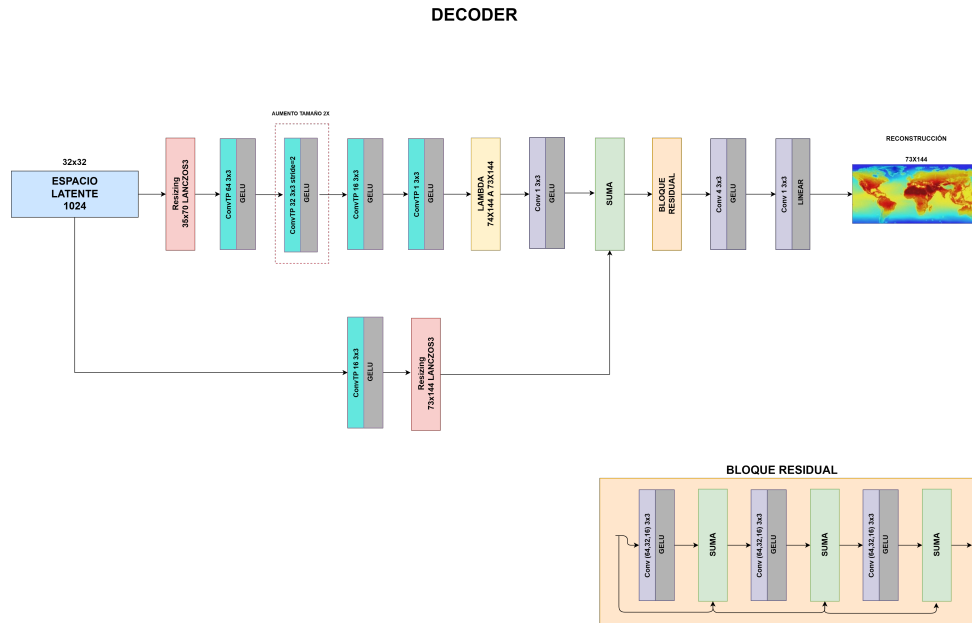 DECODER
AUMENTO TAMAÑO 2X
32x32
ESPACIO
LATENTE
1024
Resizing
35x70 LANCZOS3
ConvTP 64 3x3
GELU
ConvTP 32 3x3 stride=2
GELU
ConvTP 16 3x3
GELU
ConvTP 1 3x3
GELU
LAMBDA
74X144 A 73X144
Conv 1 3x3
GELU
SUMA
BLOQUE
RESIDUAL
Conv 4 3x3
GELU
Conv 1 3x3
LINEAR
RECONSTRUCCIÓN
73X144
ConvTP 16 3x3
GELU
Resizing
73x144 LANCZOS3
BLOQUE RESIDUAL
Conv (64,32,16) 3x3
GELU
SUMA
Conv (64,32,16) 3x3
GELU
SUMA
Conv (64,32,16) 3x3
GELU
SUMA